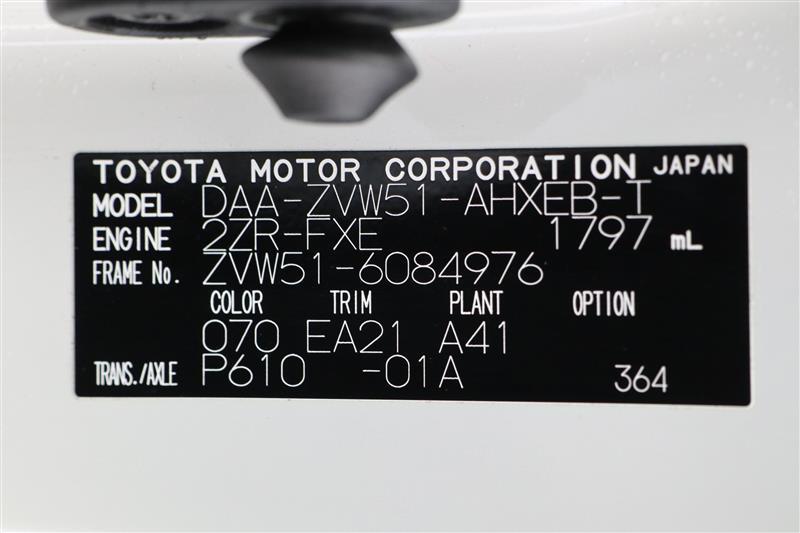 TOYOTA MOTOR CORPORATION JAPAN
MODEL DAA-ZVW51-AHXEB-T
ENGINE 2ZR-FXE 1797 mL
FRAME No. ZVW51-6084976
COLOR TRIM PLANT OPTION
070 EA21 A41
TRANS./AXLE P610 -01A 364